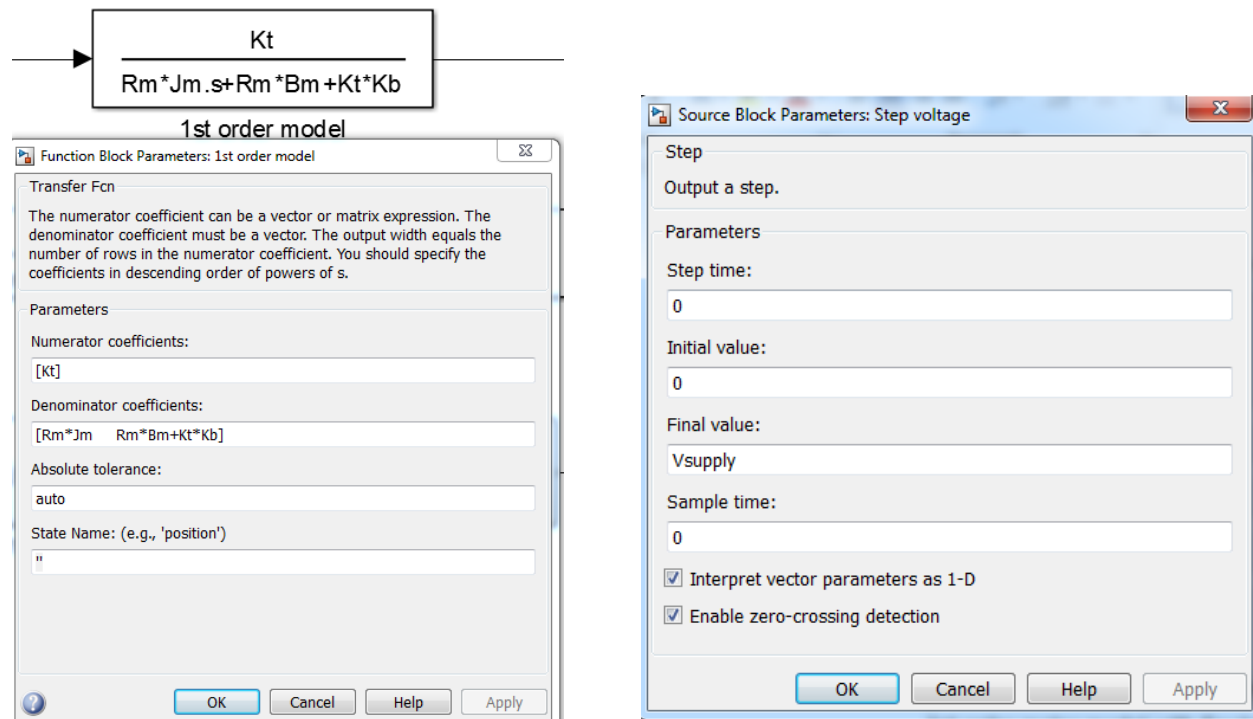 Kt
Rm*Jm.s+Rm*Bm+Kt*Kb
1st order model
Function Block Parameters: 1st order model
Transfer Fcn
The numerator coefficient can be a vector or matrix expression. The
denominator coefficient must be a vector. The output width equals the
number of rows in the numerator coefficient. You should specify the
coefficients in descending order of powers of s.
Parameters
Numerator coefficients:
[Kt]
Denominator coefficients:
[Rm*Jm Rm*Bm+Kt*Kb]
Absolute tolerance:
auto
State Name: (e.g., 'position')
''
OK Cancel Help Apply
Source Block Parameters: Step voltage
Step
Output a step.
Parameters
Step time:
0
Initial value:
0
Final value:
Vsupply
Sample time:
0
Interpret vector parameters as 1-D
Enable zero-crossing detection
OK Cancel Help Apply